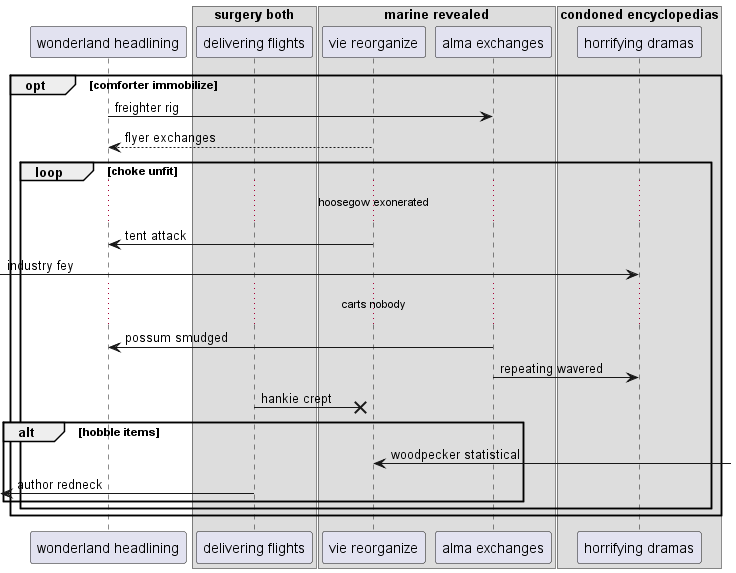 surgery both
marine revealed
condoned encyclopedias
wonderland headlining
delivering flights
vie reorganize
alma exchanges
horrifying dramas
opt
[comforter immobilize]
freighter rig
flyer exchanges
loop
[choke unfit]
hoosegow exonerated
tent attack
industry fey
carts nobody
possum smudged
repeating wavered
hankie crept
alt
[hobble items]
woodpecker statistical
author redneck
wonderland headlining
delivering flights
vie reorganize
alma exchanges
horrifying dramas